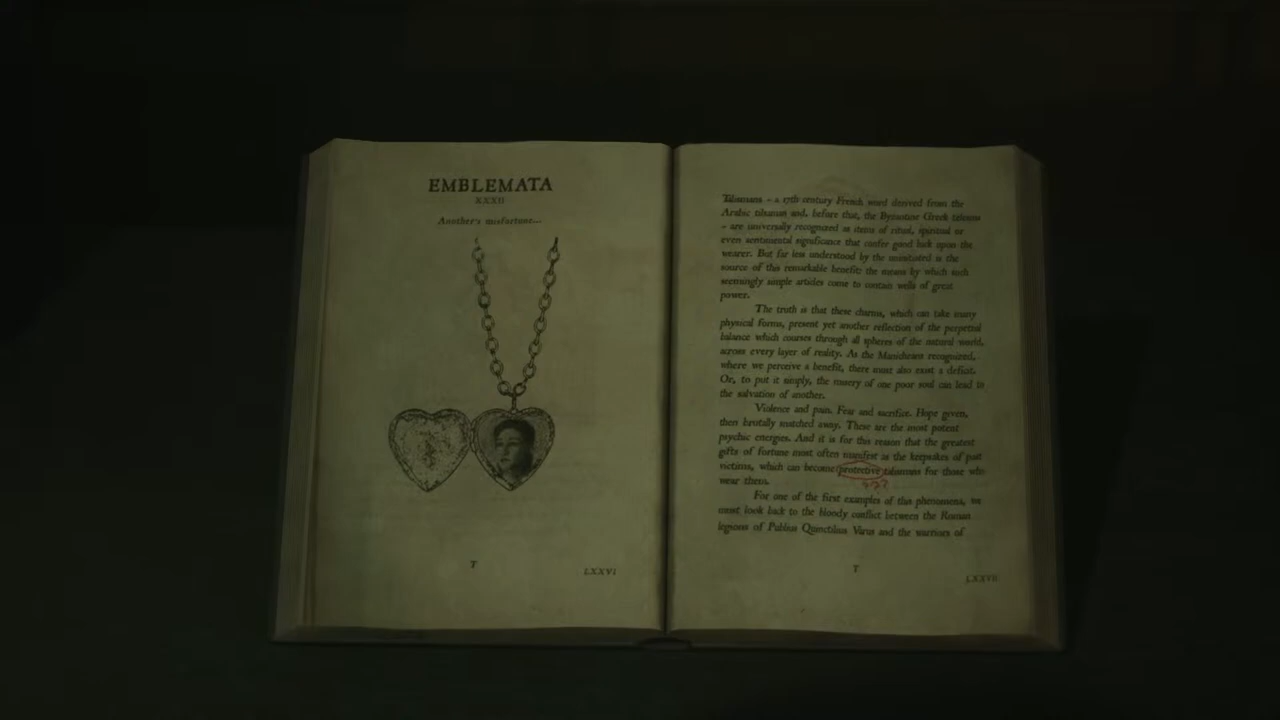 EMBLEMATA
XXXII
Another's misfortune—
T
LXXVI
Talismans - a 17th century French word derived from the
Arabic tilsaman and, before that, the Byzantine Greek telesmo
- are universally recognized as items of ritual, spiritual or
even sentimental significance that confer good luck upon the
wearer. But far less understood by the uninitiated is the
source of this remarkable benefit: the means by which such
seemingly simple articles come to contain wells of great
power.
The truth is that these charms, which can take many
physical forms, present yet another reflection of the perpetual
balance which courses through all spheres of the natural world,
across every layer of reality. As the Manicheans recognized,
where we perceive a benefit, there must also exist a deficit.
Or, to put it simply, the misery of one poor soul can lead to
the salvation of another.
Violence and pain. Fear and sacrifice. Hope given,
then brutally snatched away. These are the most potent
psychic energies. And it is for this reason that the greatest
gifts of fortune most often manifest as the keepsakes of past
victims, which can become protective talismans for those who
wear them.
For one of the first examples of this phenomena, we
must look back to the bloody conflict between the Roman
legions of Publius Quinctilius Varus and the warriors of
T
LXXVII